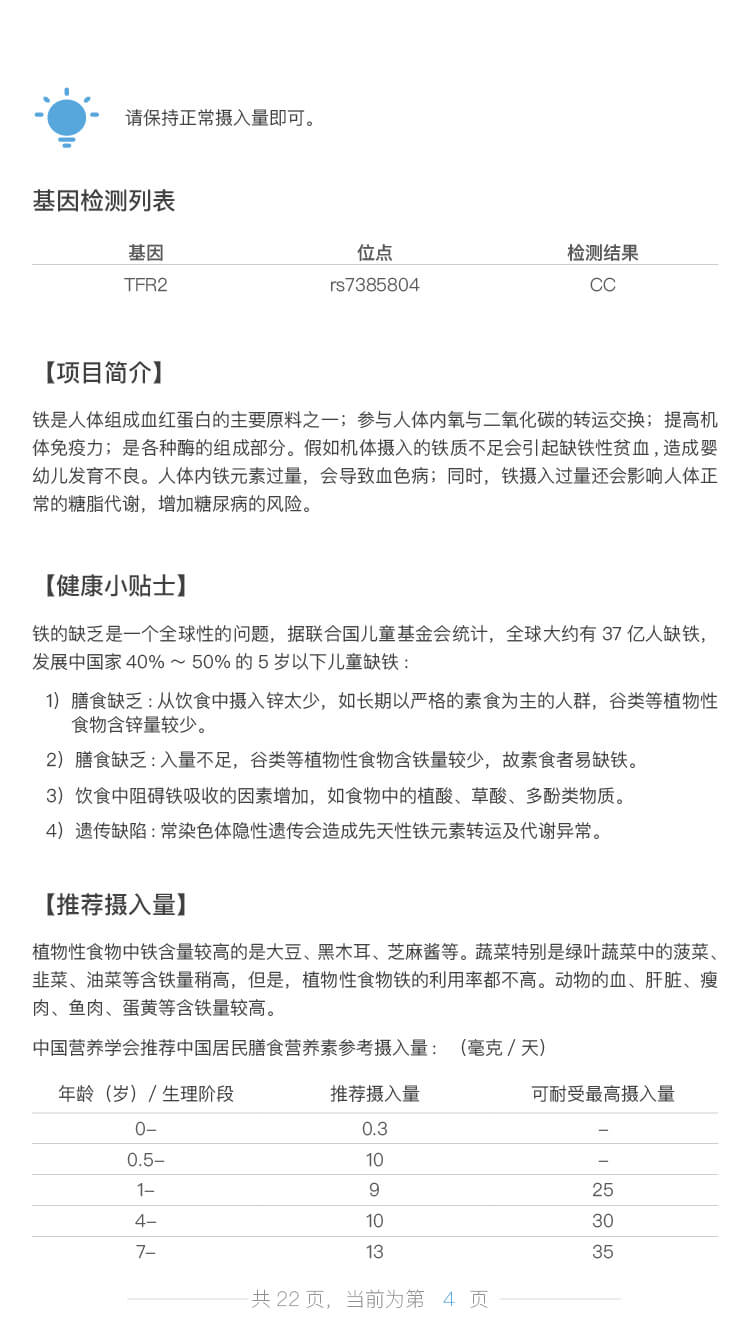 请保持正常摄入量即可。
基因检测列表
基因 位点 检测结果
TFR2 rs7385804 CC
【项目简介】
铁是人体组成血红蛋白的主要原料之一；参与人体内氧与二氧化碳的转运交换；提高机
体免疫力；是各种酶的组成部分。假如机体摄入的铁质不足会引起缺铁性贫血 , 造成婴
幼儿发育不良。人体内铁元素过量，会导致血色病；同时，铁摄入过量还会影响人体正
常的糖脂代谢，增加糖尿病的风险。
【健康小贴士】
铁的缺乏是一个全球性的问题，据联合国儿童基金会统计，全球大约有 37 亿人缺铁，
发展中国家 40% ～ 50% 的 5 岁以下儿童缺铁 :
1）膳食缺乏 : 从饮食中摄入锌太少，如长期以严格的素食为主的人群，谷类等植物性
食物含锌量较少。
2）膳食缺乏 : 入量不足，谷类等植物性食物含铁量较少，故素食者易缺铁。
3）饮食中阻碍铁吸收的因素增加，如食物中的植酸、草酸、多酚类物质。
4）遗传缺陷 : 常染色体隐性遗传会造成先天性铁元素转运及代谢异常。
【推荐摄入量】
植物性食物中铁含量较高的是大豆、黑木耳、芝麻酱等。蔬菜特别是绿叶蔬菜中的菠菜、
韭菜、油菜等含铁量稍高，但是，植物性食物铁的利用率都不高。动物的血、肝脏、瘦
肉、鱼肉、蛋黄等含铁量较高。
中国营养学会推荐中国居民膳食营养素参考摄入量 : （毫克 / 天）
年龄（岁）/ 生理阶段 推荐摄入量 可耐受最高摄入量
0– 0.3 –
0.5– 10 –
1– 9 25
4– 10 30
7– 13 35
共 22 页，当前为第 4 页